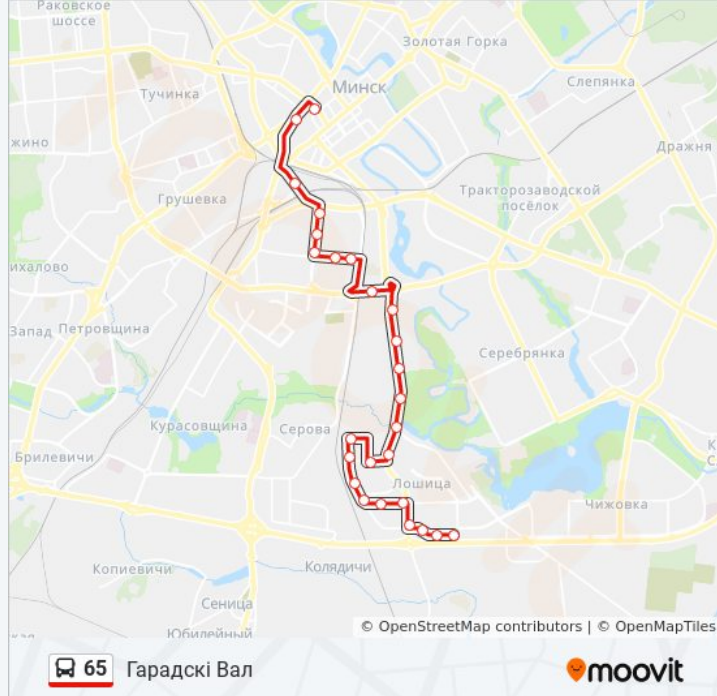 Раковское
шоссе
Золотая Горка
Минск
Слепянка
Тучинка
жино
Дражня
Грушевка
Тракторозаводской
посёлок
ихалово
Запад
Петровщина
Серебрянка
Курасовщина
Серова
Брилевичи
Лошица
Чижовка
Копиевичи
Колядичи
Сеница
Юбилейный
© OpenStreetMap contributors | © OpenMapTiles
65 Гарадскі Вал
moovit